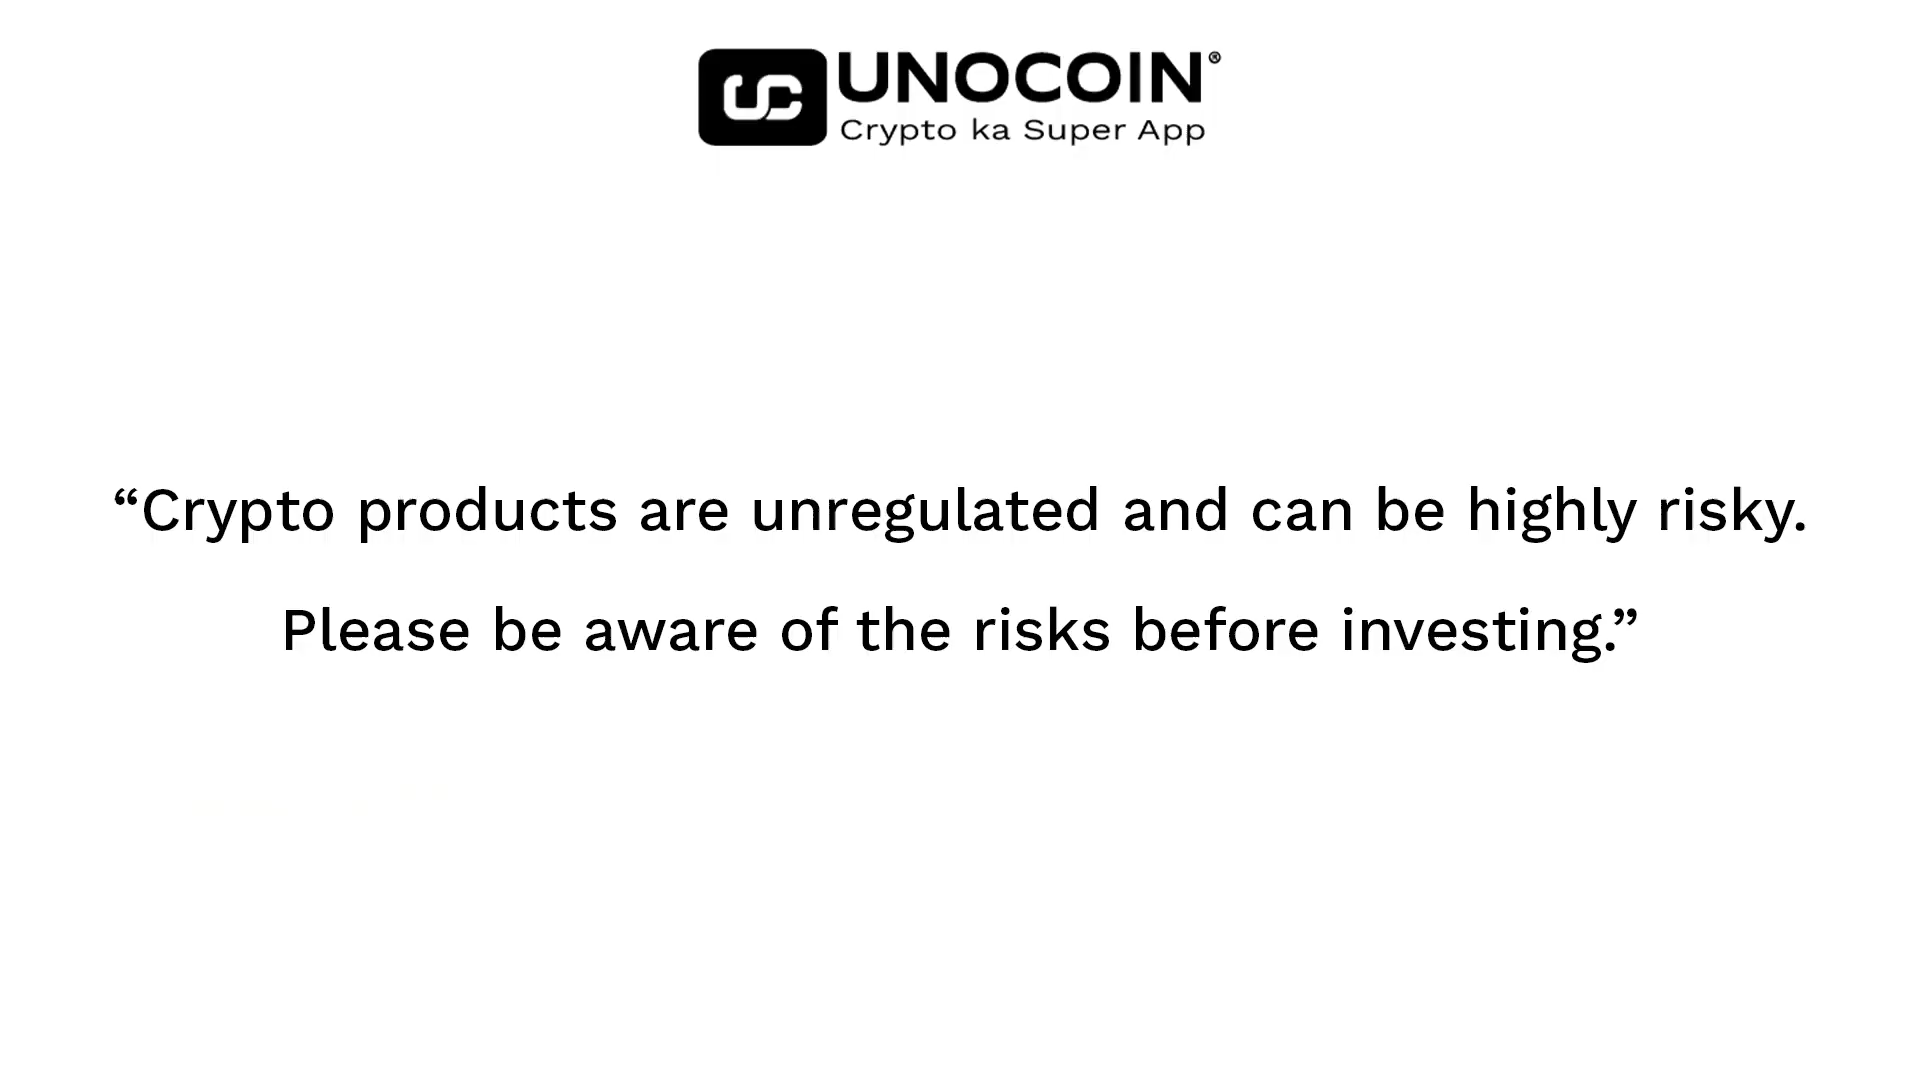 UNOCOIN®
Crypto ka Super App
“Crypto products are unregulated and can be highly risky.
Please be aware of the risks before investing.”